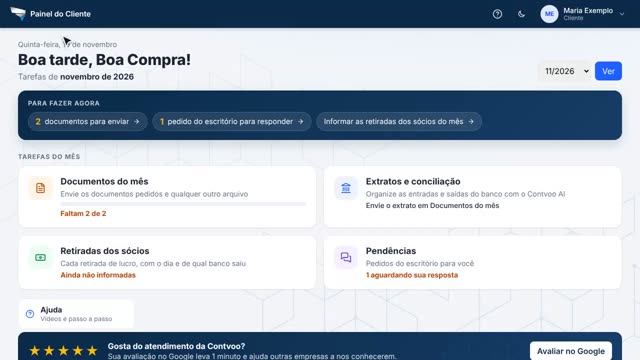 Painel do Cliente
ME
Maria Exemplo
Cliente
Quinta-feira, de novembro
Boa tarde, Boa Compra!
Tarefas de novembro de 2026
11/2026
Ver
PARA FAZER AGORA
2 documentos para enviar →
1 pedido do escritório para responder →
Informar as retiradas dos sócios do mês →
TAREFAS DO MÊS
Documentos do mês
Envie os documentos pedidos e qualquer outro arquivo
Faltam 2 de 2
Extratos e conciliação
Organize as entradas e saídas do banco com o Contvoo AI
Envie o extrato em Documentos do mês
Retiradas dos sócios
Cada retirada de lucro, com o dia e de qual banco saiu
Ainda não informadas
Pendências
Pedidos do escritório para você
1 aguardando sua resposta
Ajuda
Vídeos e passo a passo
Gosta do atendimento da Contvoo?
Sua avaliação no Google leva 1 minuto e ajuda outras empresas a nos conhecerem.
Avaliar no Google